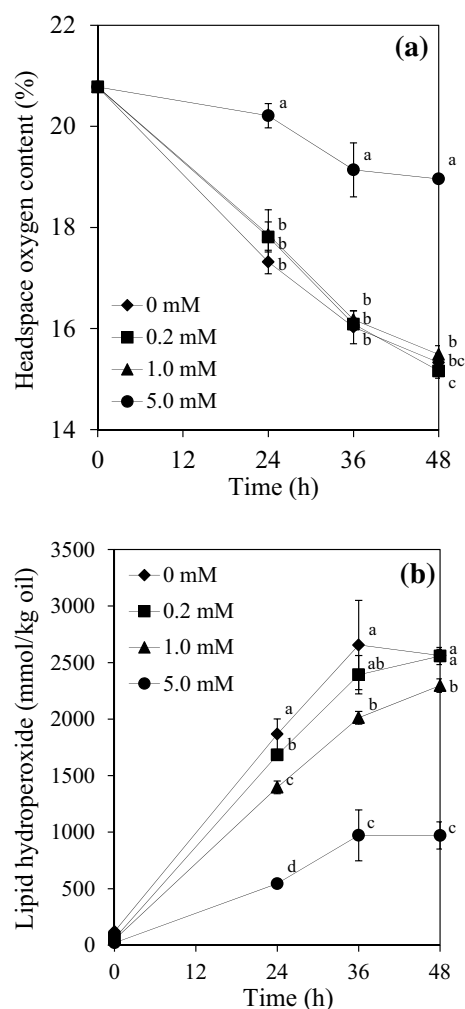 (a)
Headspace oxygen content (%)
22
20
18
16
14
a
a
a
b
b
b
b
b
b
b
bc
c
0 mM
0.2 mM
1.0 mM
5.0 mM
0 12 24 36 48
Time (h)
(b)
Lipid hydroperoxide (mmol/kg oil)
3500
3000
2500
2000
1500
1000
500
0
0 mM
0.2 mM
1.0 mM
5.0 mM
a
a
a
a
ab
b
b
b
c
c
c
d
0 12 24 36 48
Time (h)